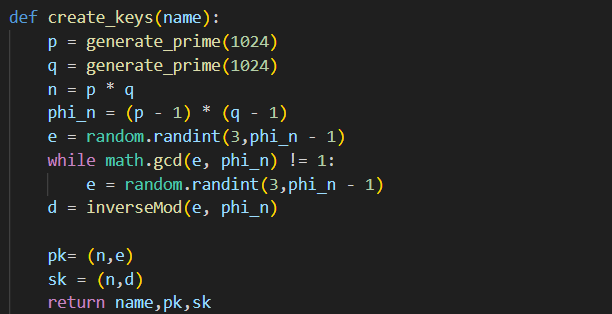 def create_keys(name):
    p = generate_prime(1024)
    q = generate_prime(1024)
    n = p * q
    phi_n = (p - 1) * (q - 1)
    e = random.randint(3,phi_n - 1)
    while math.gcd(e, phi_n) != 1:
        e = random.randint(3,phi_n - 1)
    d = inverseMod(e, phi_n)

    pk= (n,e)
    sk = (n,d)
    return name,pk,sk